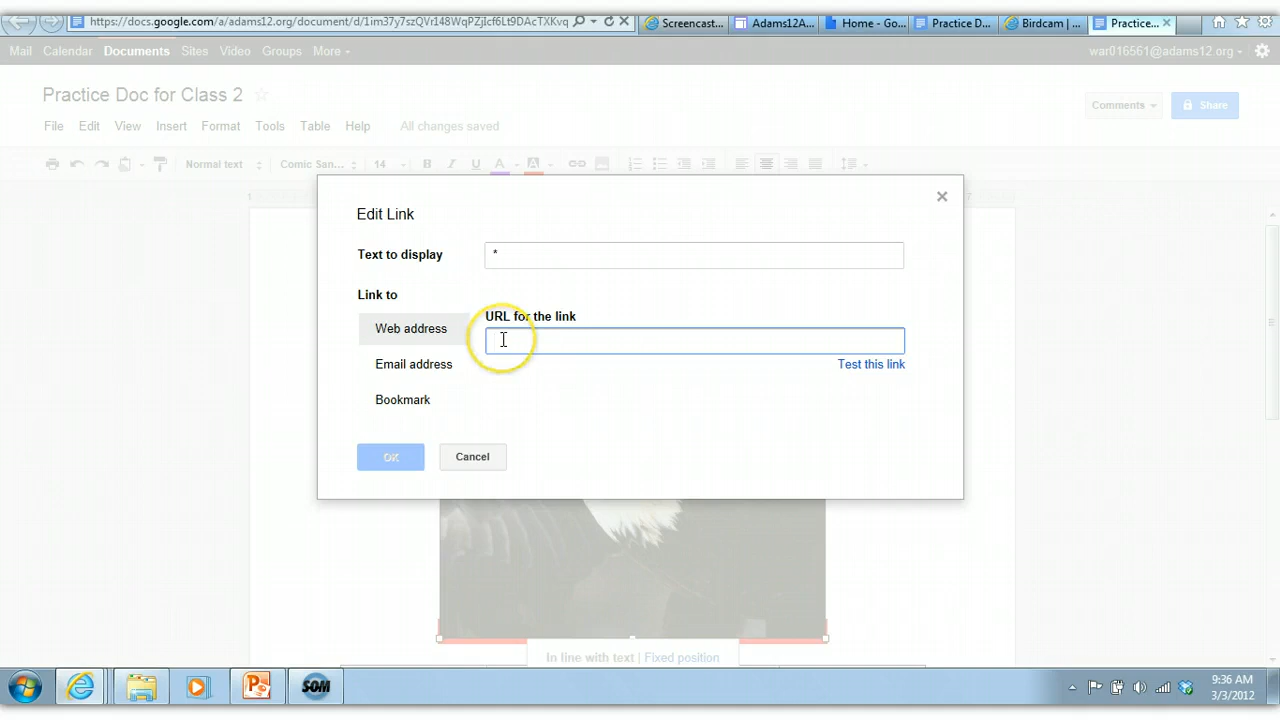 https://docs.google.com/a/adams12.org/document/d/1im37y7szQVr148WqPZjIcf6Lt9DAcTXKvq
Screencast... Adams12A... Home - Go... Practice D... Birdcam | ... Practice...
Mail Calendar Documents Sites Video Groups More
war016561@adams12.org
Practice Doc for Class 2
Comments Share
File Edit View Insert Format Tools Table Help All changes saved
Normal text Comic San... 14 B I U A A
Edit Link
Text to display *
Link to
URL for the link
Web address
Email address
Test this link
Bookmark
OK Cancel
In line with text | Fixed position
9:36 AM
SOM
3/3/2012